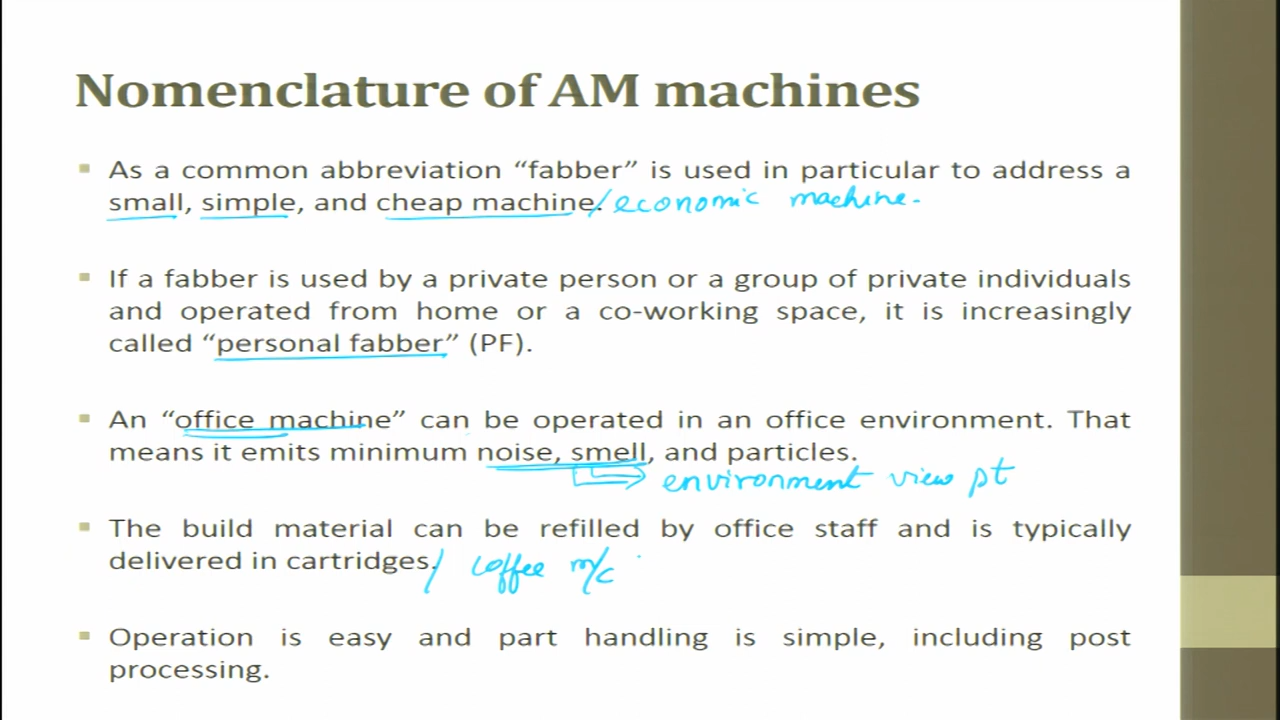 Nomenclature of AM machines
▪ As a common abbreviation “fabber” is used in particular to address a
small, simple, and cheap machine. / economic machine.
▪ If a fabber is used by a private person or a group of private individuals
and operated from home or a co-working space, it is increasingly
called “personal fabber” (PF).
▪ An “office machine” can be operated in an office environment. That
means it emits minimum noise, smell, and particles.
environment view pt
▪ The build material can be refilled by office staff and is typically
delivered in cartridges. / coffee m/c
▪ Operation is easy and part handling is simple, including post
processing.